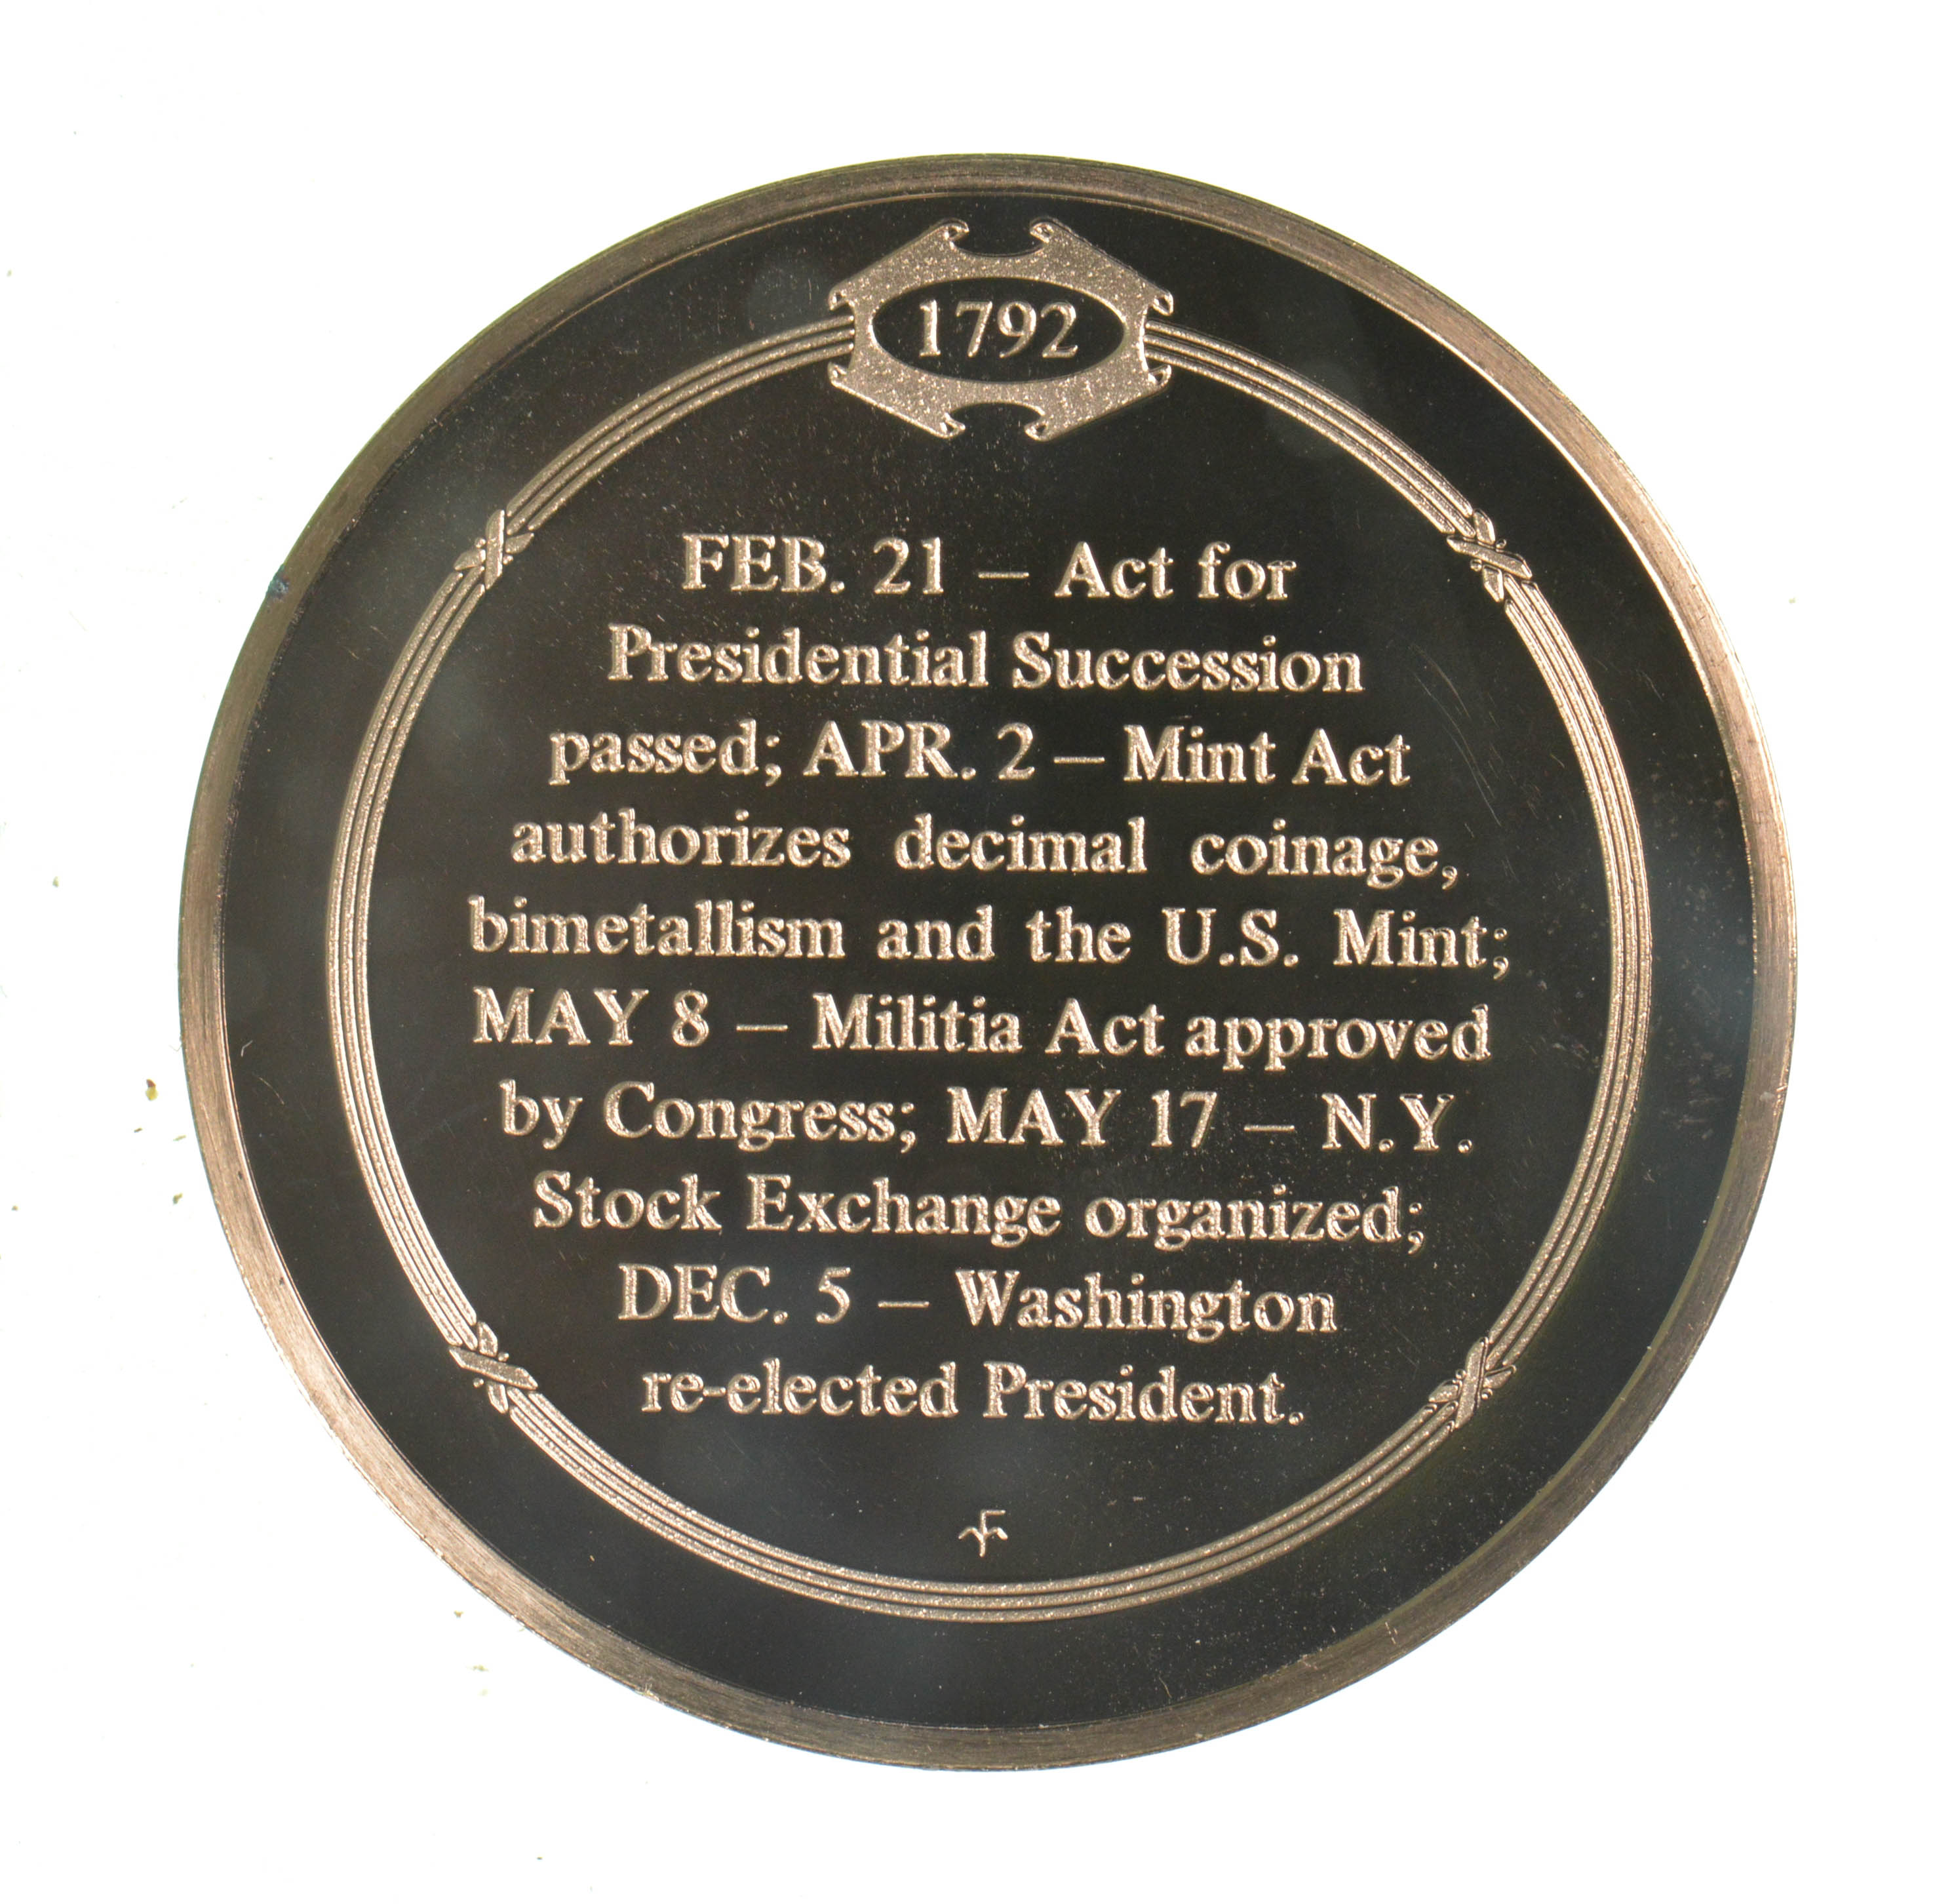 1792
FEB. 21 — Act for
Presidential Succession
passed; APR. 2 — Mint Act
authorizes decimal coinage,
bimetallism and the U.S. Mint;
MAY 8 — Militia Act approved
by Congress; MAY 17 — N.Y.
Stock Exchange organized;
DEC. 5 — Washington
re-elected President.